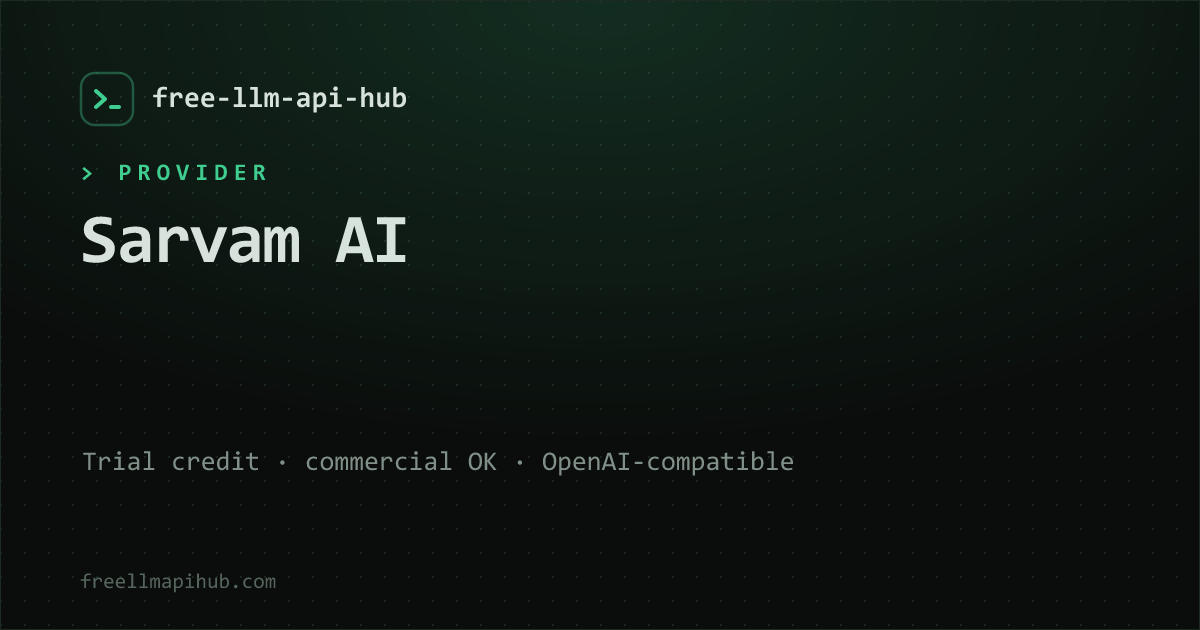 free-llm-api-hub
> PROVIDER
Sarvam AI
Trial credit · commercial OK · OpenAI-compatible
freellmapihub.com